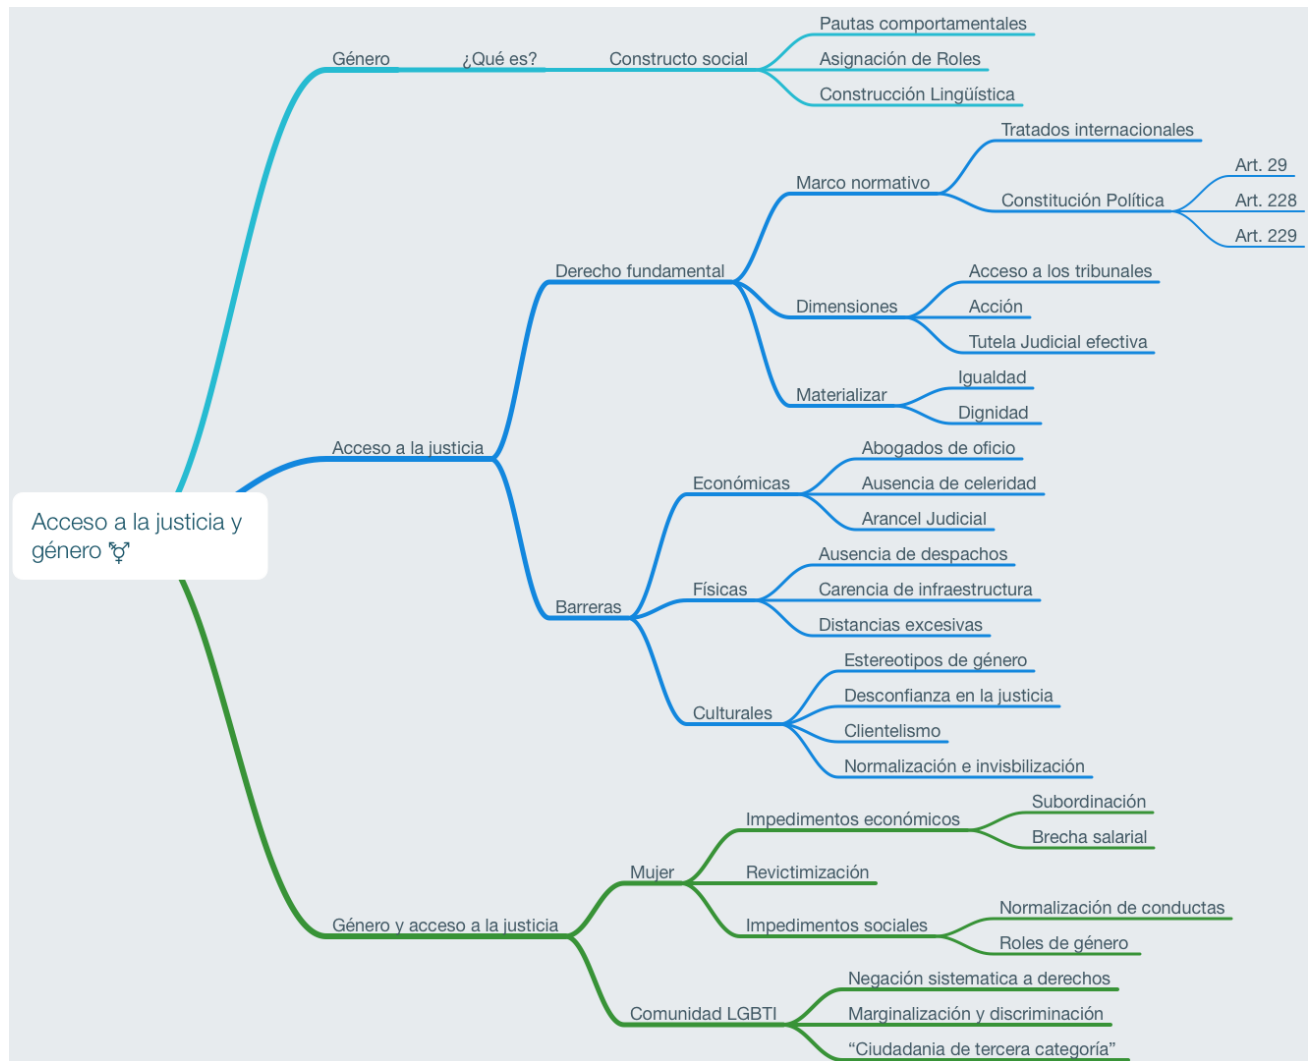 Pautas comportamentales
Género
¿Qué es?
Constructo social
Asignación de Roles
Construcción Lingüística
Tratados internacionales
Marco normativo
Art. 29
Constitución Política
Art. 228
Art. 229
Derecho fundamental
Acceso a los tribunales
Dimensiones
Acción
Tutela Judicial efectiva
Igualdad
Materializar
Dignidad
Acceso a la justicia
Abogados de oficio
Económicas
Ausencia de celeridad
Arancel Judicial
Acceso a la justicia y
género ⚧
Ausencia de despachos
Barreras
Físicas
Carencia de infraestructura
Distancias excesivas
Estereotipos de género
Desconfianza en la justicia
Culturales
Clientelismo
Normalización e invisbilización
Subordinación
Impedimentos económicos
Brecha salarial
Mujer
Revictimización
Género y acceso a la justicia
Normalización de conductas
Impedimentos sociales
Roles de género
Negación sistematica a derechos
Comunidad LGBTI
Marginalización y discriminación
“Ciudadania de tercera categoría”